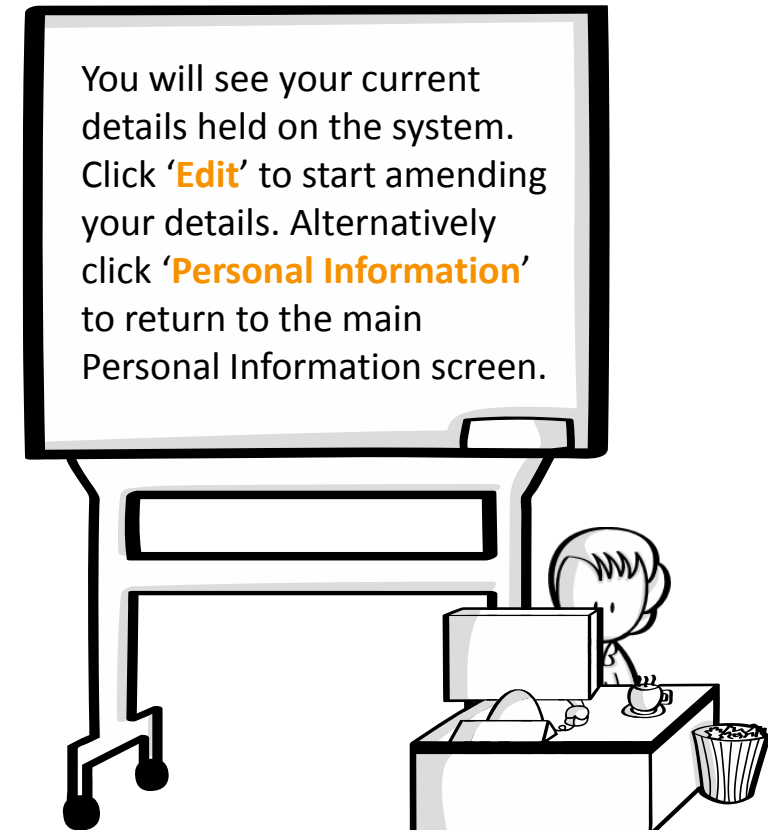 You will see your current
details held on the system.
Click ‘Edit’ to start amending
your details. Alternatively
click ‘Personal Information’
to return to the main
Personal Information screen.